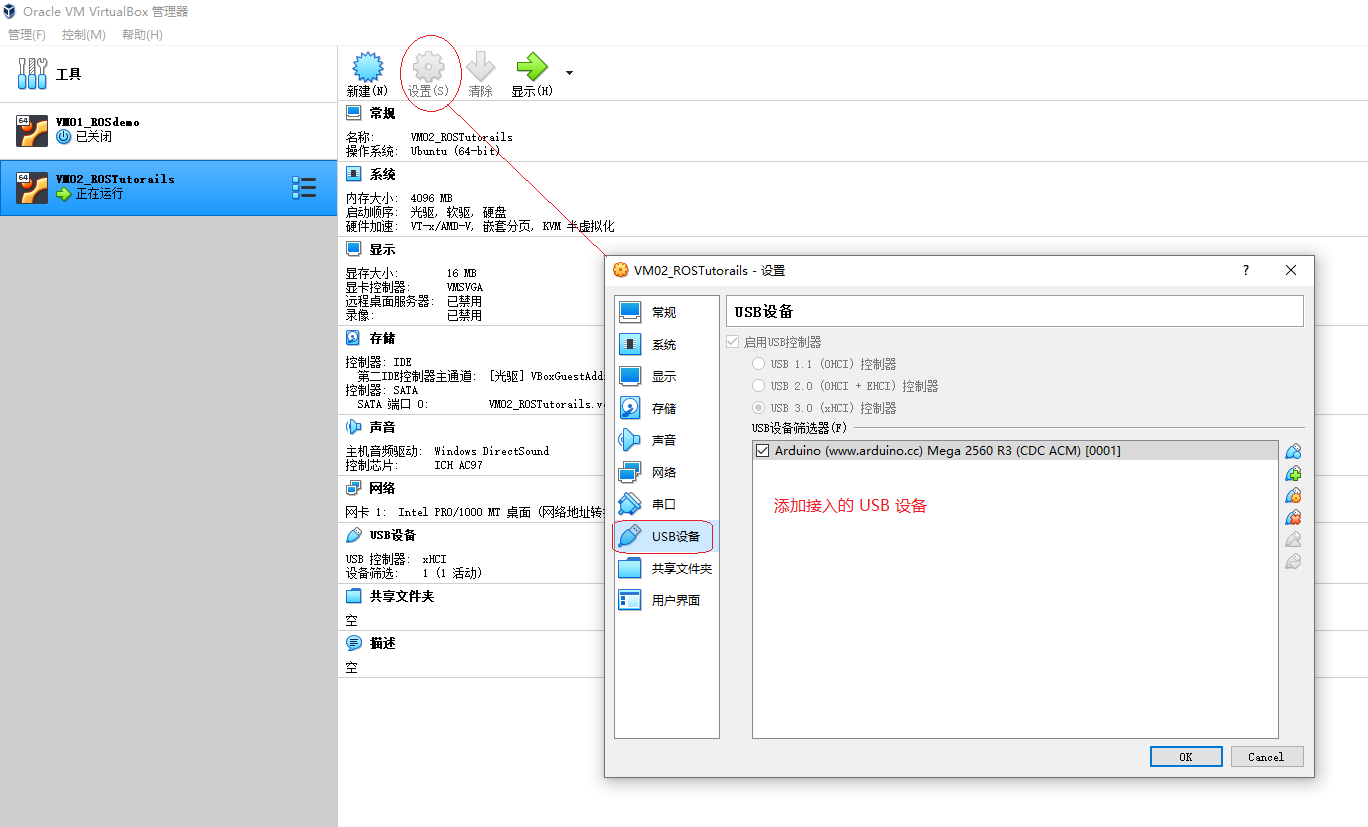 Oracle VM VirtualBox 管理器
管理(F) 控制(M) 帮助(H)
工具
64
VM01_ROSdemo
已关闭
64
VM02_ROSTutorails
正在运行
新建(N) 设置(S) 清除 显示(H)
常规
名称: VM02_ROSTutorails
操作系统: Ubuntu (64-bit)
系统
内存大小: 4096 MB
启动顺序: 光驱, 软驱, 硬盘
硬件加速: VT-x/AMD-V, 嵌套分页, KVM 半虚拟化
显示
显存大小: 16 MB
显卡控制器: VMSVGA
远程桌面服务器: 已禁用
录像: 已禁用
存储
控制器: IDE
第二IDE控制器主通道: [光驱] VBoxGuestAdd
控制器: SATA
SATA 端口 0: VM02_ROSTutorails.v
声音
主机音频驱动: Windows DirectSound
控制芯片: ICH AC97
网络
网卡 1: Intel PRO/1000 MT 桌面 (网络地址转
USB设备
USB 控制器: xHCI
设备筛选: 1 (1 活动)
共享文件夹
空
描述
空
VM02_ROSTutorails - 设置
?
常规
系统
显示
存储
声音
网络
串口
USB设备
共享文件夹
用户界面
USB设备
启用USB控制器
USB 1.1 (OHCI) 控制器
USB 2.0 (OHCI + EHCI) 控制器
USB 3.0 (xHCI) 控制器
USB设备筛选器(F)
Arduino (www.arduino.cc) Mega 2560 R3 (CDC ACM) [0001]
添加接入的 USB 设备
OK Cancel